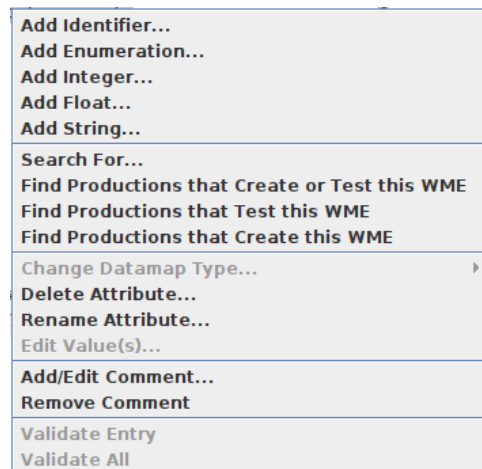 Add Identifier...
Add Enumeration...
Add Integer...
Add Float...
Add String...
Search For...
Find Productions that Create or Test this WME
Find Productions that Test this WME
Find Productions that Create this WME
Change Datamap Type...
Delete Attribute...
Rename Attribute...
Edit Value(s)...
Add/Edit Comment...
Remove Comment
Validate Entry
Validate All